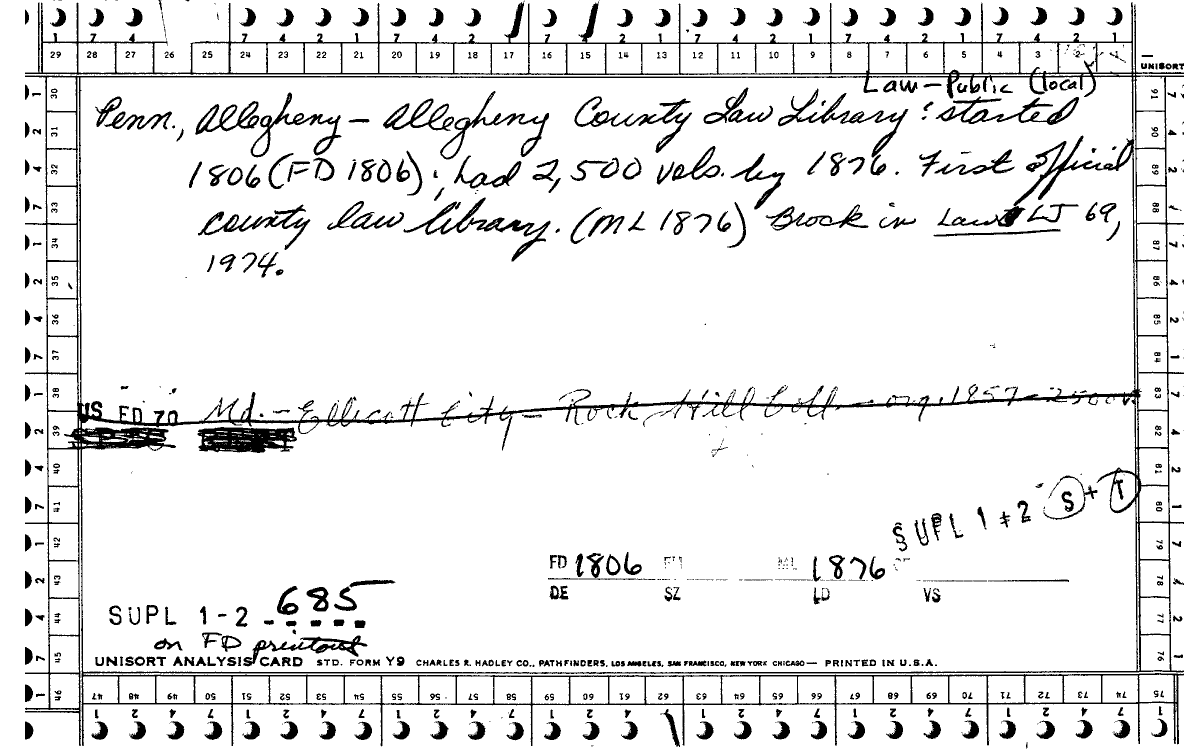 7 4 7 4 2 1 7 4 2 7 4 2 1 7 4 2 1 7 4 2 1 7 4 2 1
29 28 27 26 25 24 23 22 21 20 19 18 17 16 15 14 13 12 11 10 9 8 7 6 5 4 3 2 1
UNISORT
Law-Public (local)
Penn., Allegheny - Allegheny County Law Library: started
1806 (FD 1806); had 2,500 vols. by 1876. First official
county law library. (ML 1876) Brock in Law LJ 69,
1974.
US FD 70 Md. - Ellicott City - Rock Hill Coll. - org. 1857 - 2500 v.
SUPL 1+2 S + T
FD 1806 ML 1876
DE SZ LD VS
SUPL 1-2 685
on FD printout
UNISORT ANALYSIS CARD STD. FORM Y9 CHARLES R. HADLEY CO., PATHFINDERS, LOS ANGELES, SAN FRANCISCO, NEW YORK CHICAGO — PRINTED IN U.S.A.
30 31 32 33 34 35 36 37 38 39 40 41 42 43 44 45 46
91 90 89 88 87 86 85 84 83 82 81 80 79 78 77 76
47 48 49 50 51 52 53 54 55 56 57 58 59 60 61 62 63 64 65 66 67 68 69 70 71 72 73 74 75